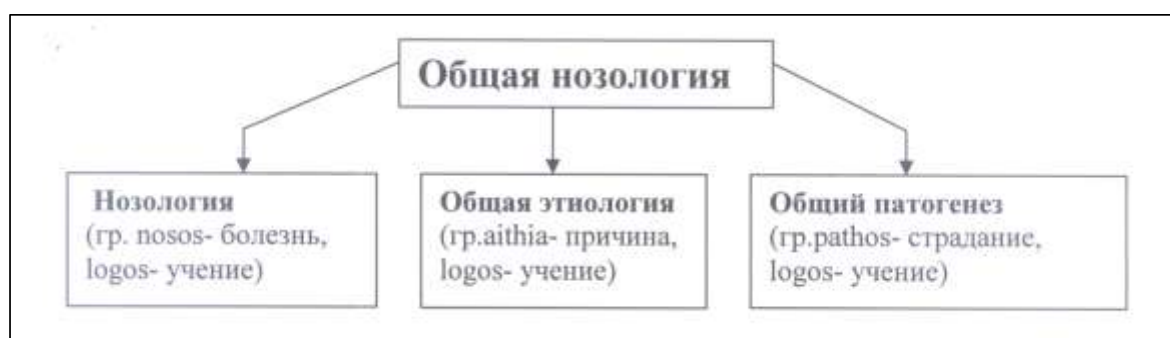 Общая нозология
Нозология
(гр. nosos- болезнь,
logos- учение)
Общая этиология
(гр.aithia- причина,
logos- учение)
Общий патогенез
(гр.pathos- страдание,
logos- учение)